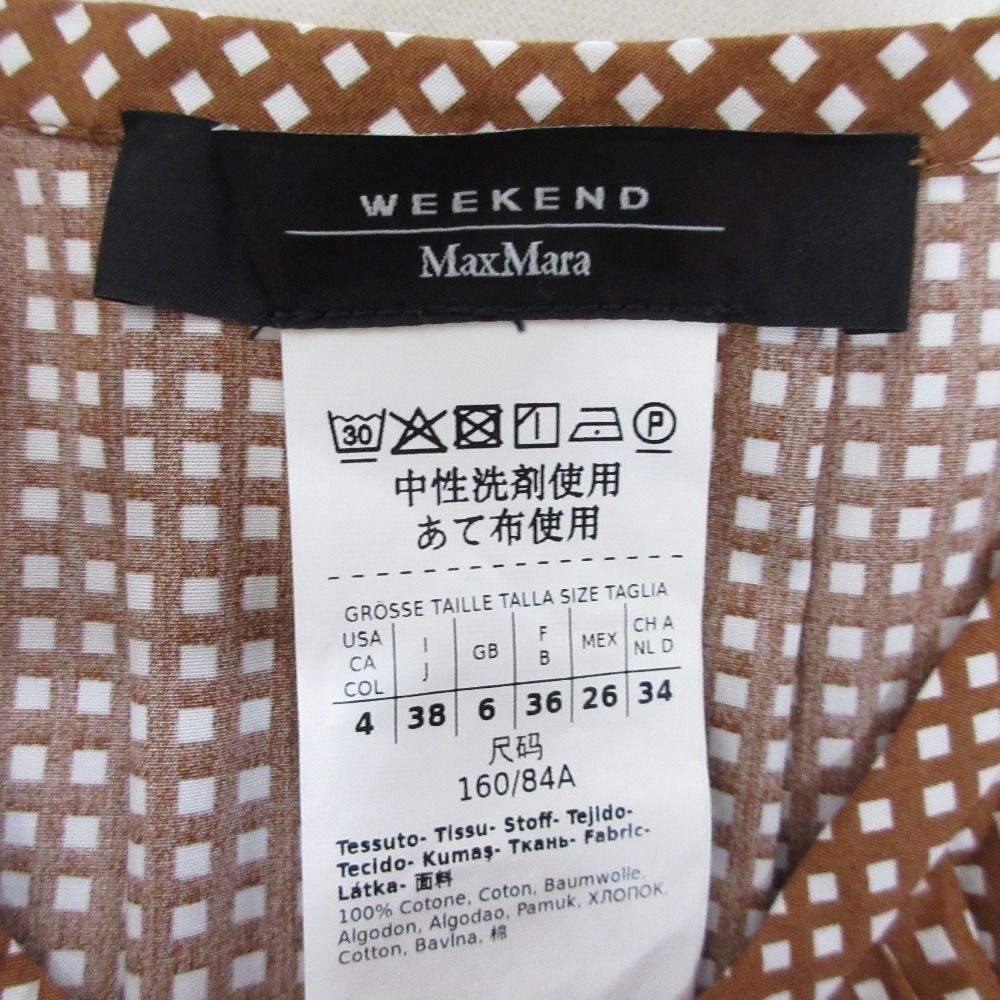 WEEKEND
MaxMara
30 P
中性洗剤使用
あて布使用
GRÖSSE TAILLE TALLA SIZE TAGLIA
USA CA COL I J GB F B MEX CH A NL D
4 38 6 36 26 34
尺码
160/84A
Tessuto- Tissu- Stoff- Tejido-
Tecido- Kumaş- Ткань- Fabric-
Látka- 面料
100% Cotone, Coton, Baumwolle,
Algodon, Algodao, Pamuk, ХЛОПОК,
Cotton, Bavlna, 棉